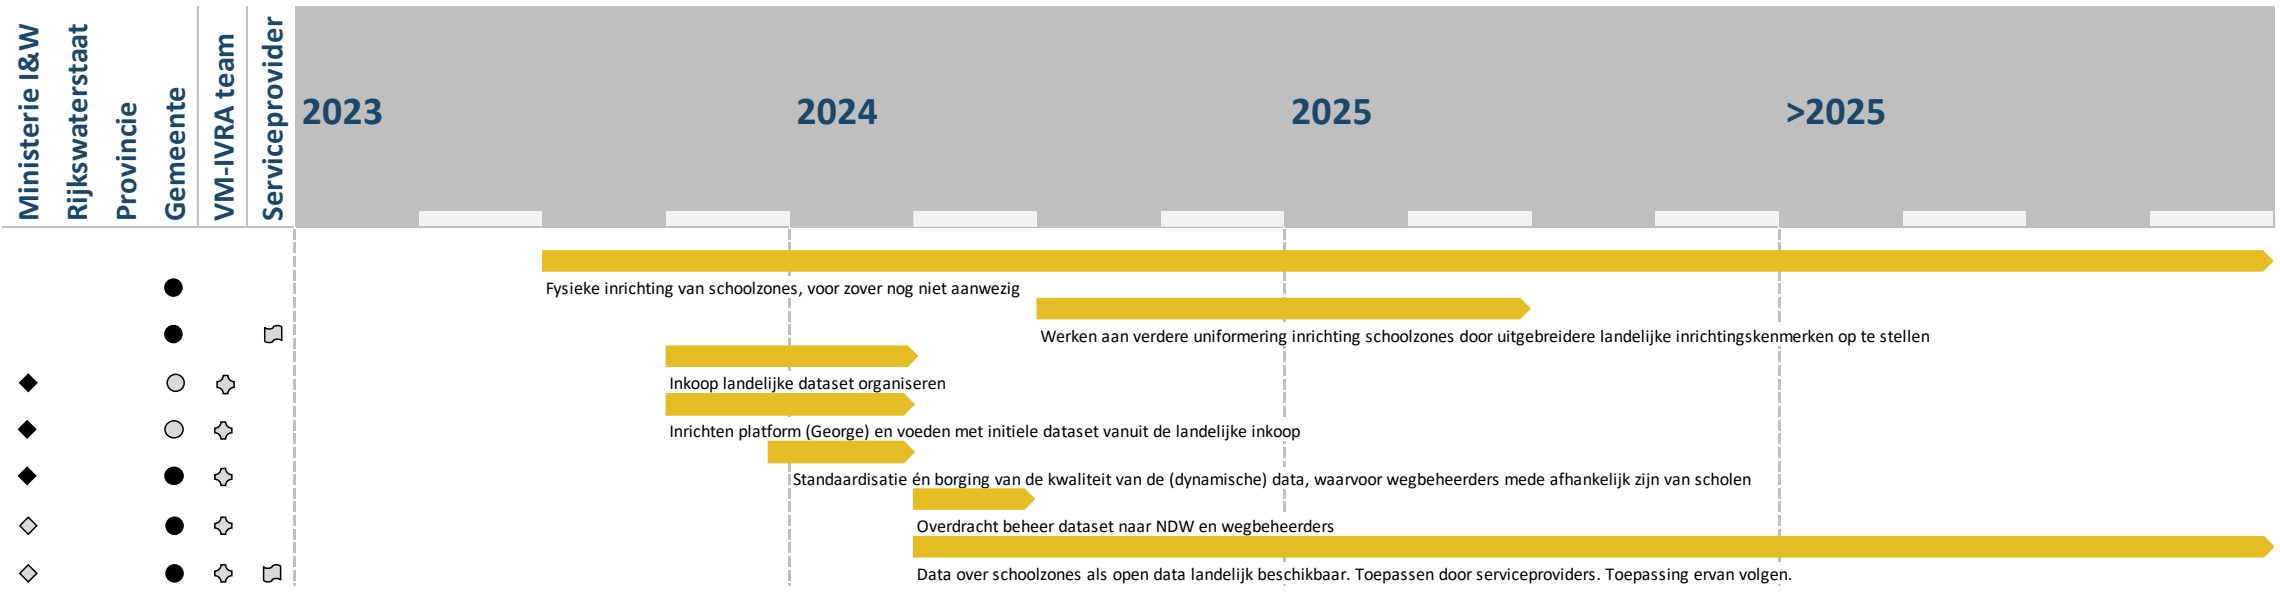 Ministerie I&W
Rijkswaterstaat
Provincie
Gemeente
VM-IVRA team
Serviceprovider
2023
2024
2025
>2025
Fysieke inrichting van schoolzones, voor zover nog niet aanwezig
Werken aan verdere uniformering inrichting schoolzones door uitgebreidere landelijke inrichtingskenmerken op te stellen
Inkoop landelijke dataset organiseren
Inrichten platform (George) en voeden met initiele dataset vanuit de landelijke inkoop
Standaardisatie én borging van de kwaliteit van de (dynamische) data, waarvoor wegbeheerders mede afhankelijk zijn van scholen
Overdracht beheer dataset naar NDW en wegbeheerders
Data over schoolzones als open data landelijk beschikbaar. Toepassen door serviceproviders. Toepassing ervan volgen.